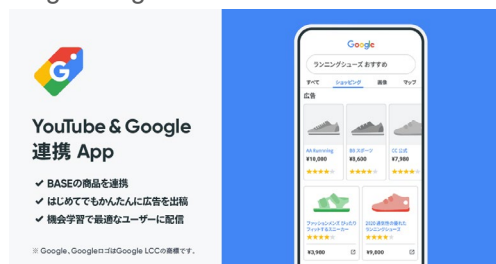 YouTube & Google
連携 App
✓ BASEの商品を連携
✓ はじめてでもかんたんに広告を出稿
✓ 機会学習で最適なユーザーに配信
※ Google、GoogleロゴはGoogle LCCの商標です。
Google
ランニングシューズ おすすめ
すべて ショッピング 画像 マップ
広告
AA Running
¥10,000
BB スポーツ
¥8,600
CC 公式
¥7,980
ファッションメンズ ぴったり
フィットするスニーカー
¥3,980
2020 通気性の優れた
ランニングシューズ
¥9,800